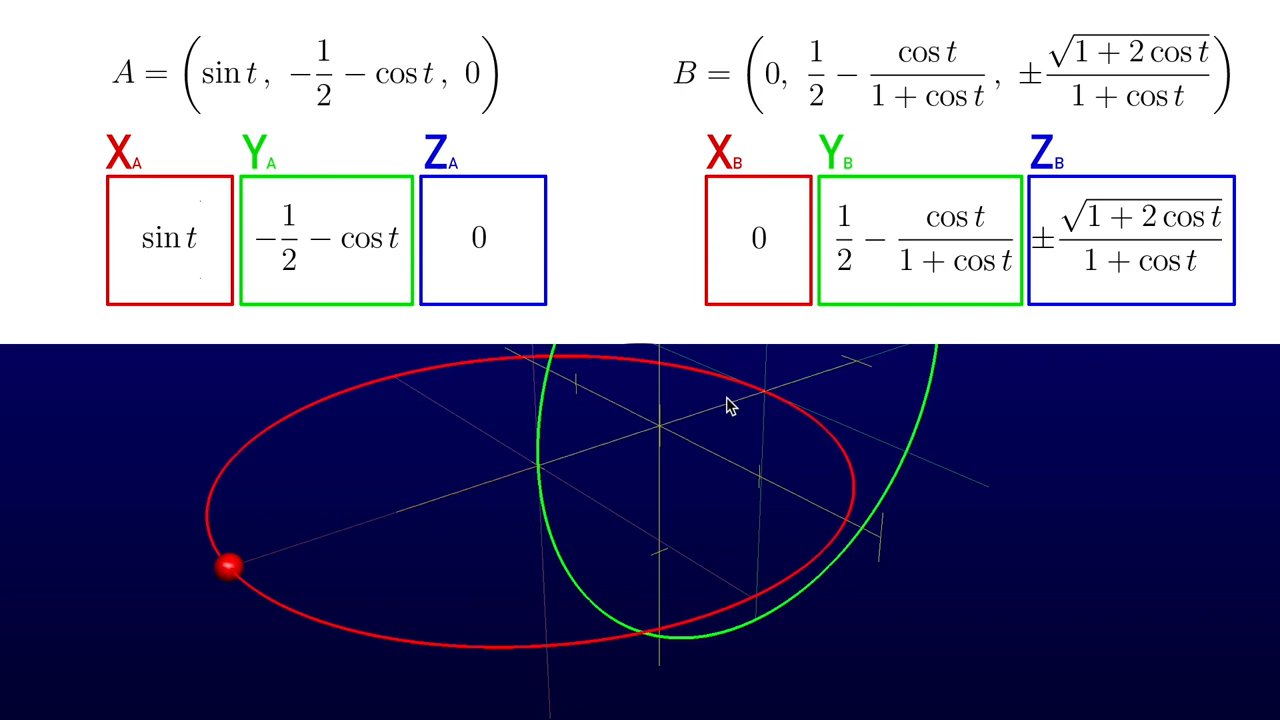 A = (sin t, −1/2 − cos t, 0)
B = (0, 1/2 − cos t/(1 + cos t), ±√(1 + 2 cos t)/(1 + cos t))
X_A Y_A Z_A
sin t
−1/2 − cos t
0
X_B Y_B Z_B
0
1/2 − cos t/(1 + cos t)
±√(1 + 2 cos t)/(1 + cos t)